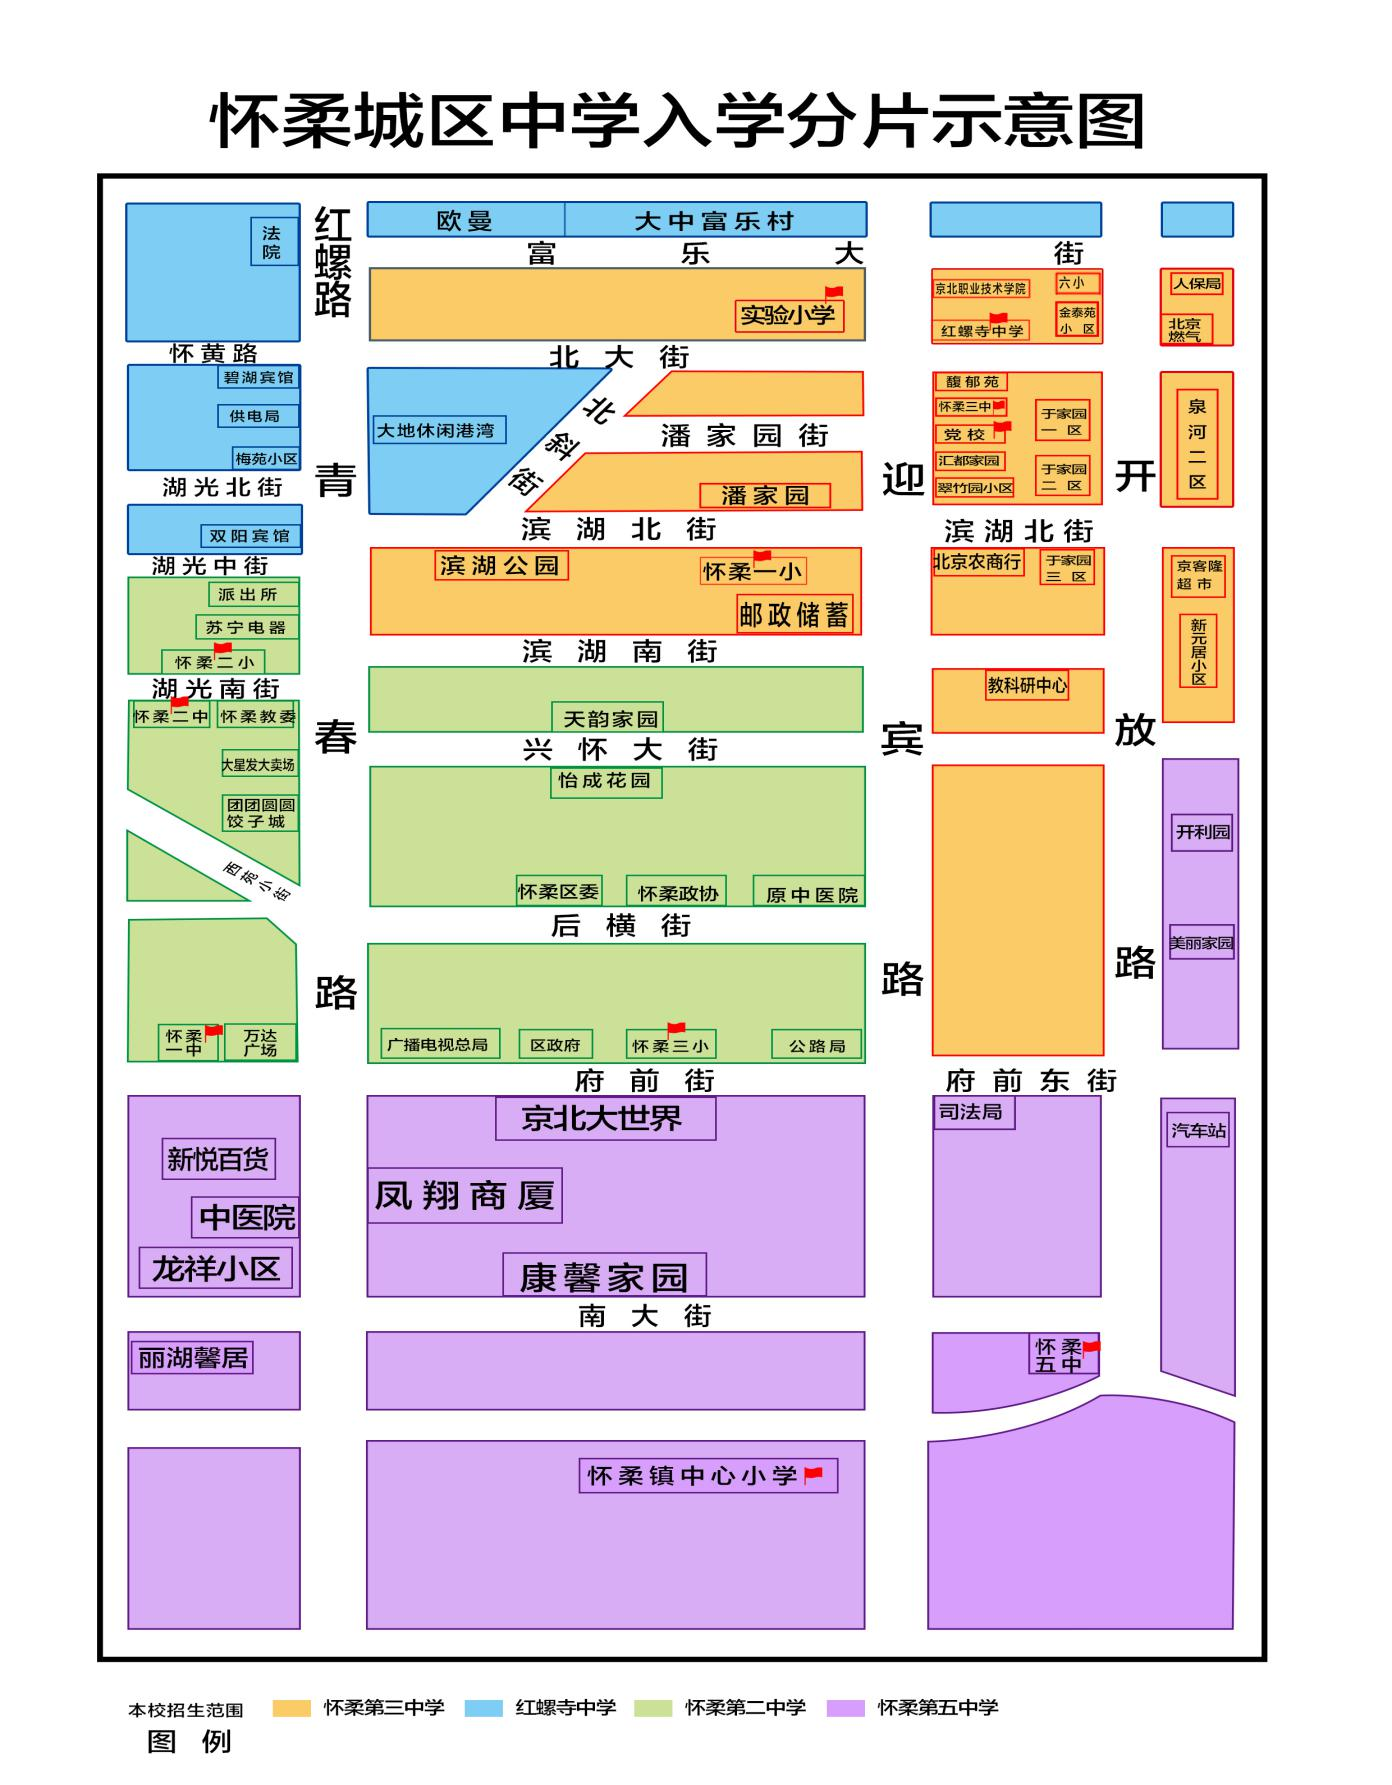 怀柔城区中学入学分片示意图
法院
红螺路
欧曼
大中富乐村
富乐大街
实验小学
京北职业技术学院
六小
红螺寺中学
金泰苑
小区
人保局
北京
燃气
怀黄路
北大街
碧湖宾馆
供电局
梅苑小区
大地休闲港湾
北斜街
潘家园街
潘家园
馥郁苑
怀柔三中
党校
汇都家园
翠竹园小区
于家园
一区
于家园
二区
泉河二区
湖光北街
青春路
迎宾路
开放路
双阳宾馆
滨湖北街
滨湖北街
湖光中街
派出所
苏宁电器
怀柔二小
滨湖公园
怀柔一小
邮政储蓄
北京农商行
于家园
三区
京客隆
超市
新元居小区
滨湖南街
湖光南街
怀柔二中
怀柔教委
大星发大卖场
团团圆圆
饺子城
天韵家园
教科研中心
兴怀大街
怡成花园
怀柔区委
怀柔政协
原中医院
开利园
美丽家园
西苑小街
后横街
怀柔
一中
万达
广场
广播电视总局
区政府
怀柔三小
公路局
府前街
府前东街
新悦百货
中医院
龙祥小区
京北大世界
凤翔商厦
康馨家园
司法局
汽车站
南大街
丽湖馨居
怀柔
五中
怀柔镇中心小学
本校招生范围
图例
怀柔第三中学
红螺寺中学
怀柔第二中学
怀柔第五中学